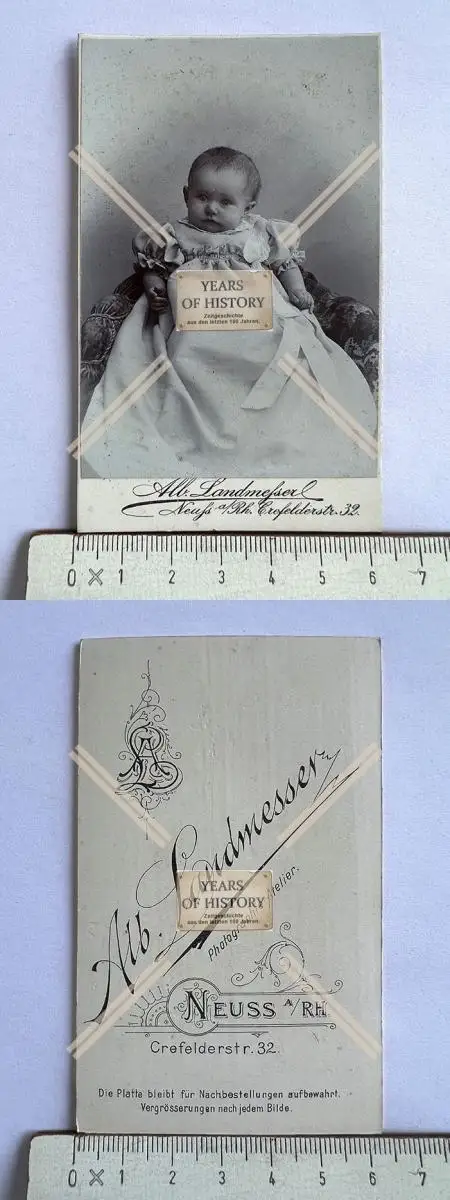 YEARS
OF HISTORY
Zeitgeschichte
aus den letzten 100 Jahren.
Alb. Landmesser
Neuss a/Rh. Crefelderstr. 32.
0 1 2 3 4 5 6 7
AL
Alb. Landmesser
YEARS
OF HISTORY
Zeitgeschichte
aus den letzten 100 Jahren.
NEUSS A/RH
Crefelderstr. 32.
Die Platte bleibt für Nachbestellungen aufbewahrt.
Vergrösserungen nach jedem Bilde.
0 1 2 3 4 5 6 7